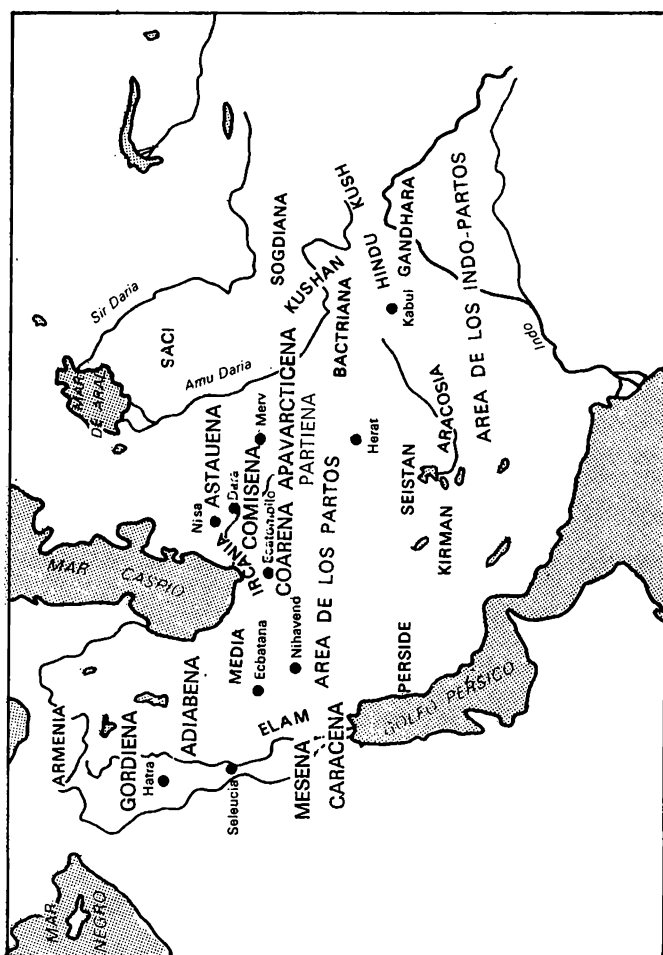 MAR
NEGRO
ARMENIA
GORDIENA
Hatra
ADIABENA
Seleucia
MESENA
CARACENA
ELAM
MEDIA
Ecbatana
Nihavend
MAR
CASPIO
IRCANIA
Nisa
ASTAUENA
Dará
COMISENA
Merv
Ecatómpilo
COARENA APAVARCTICENA
PARTIENA
AREA DE LOS PARTOS
PERSIDE
GOLFO PÉRSICO
MAR
DE ARAL
Sir Daria
SACI
Amu Daria
SOGDIANA
KUSHAN
BACTRIANA
HINDU
KUSH
Kabul
GANDHARA
Herat
SEISTAN
ARACOSIA
KIRMAN
AREA DE LOS INDO-PARTOS
Indo